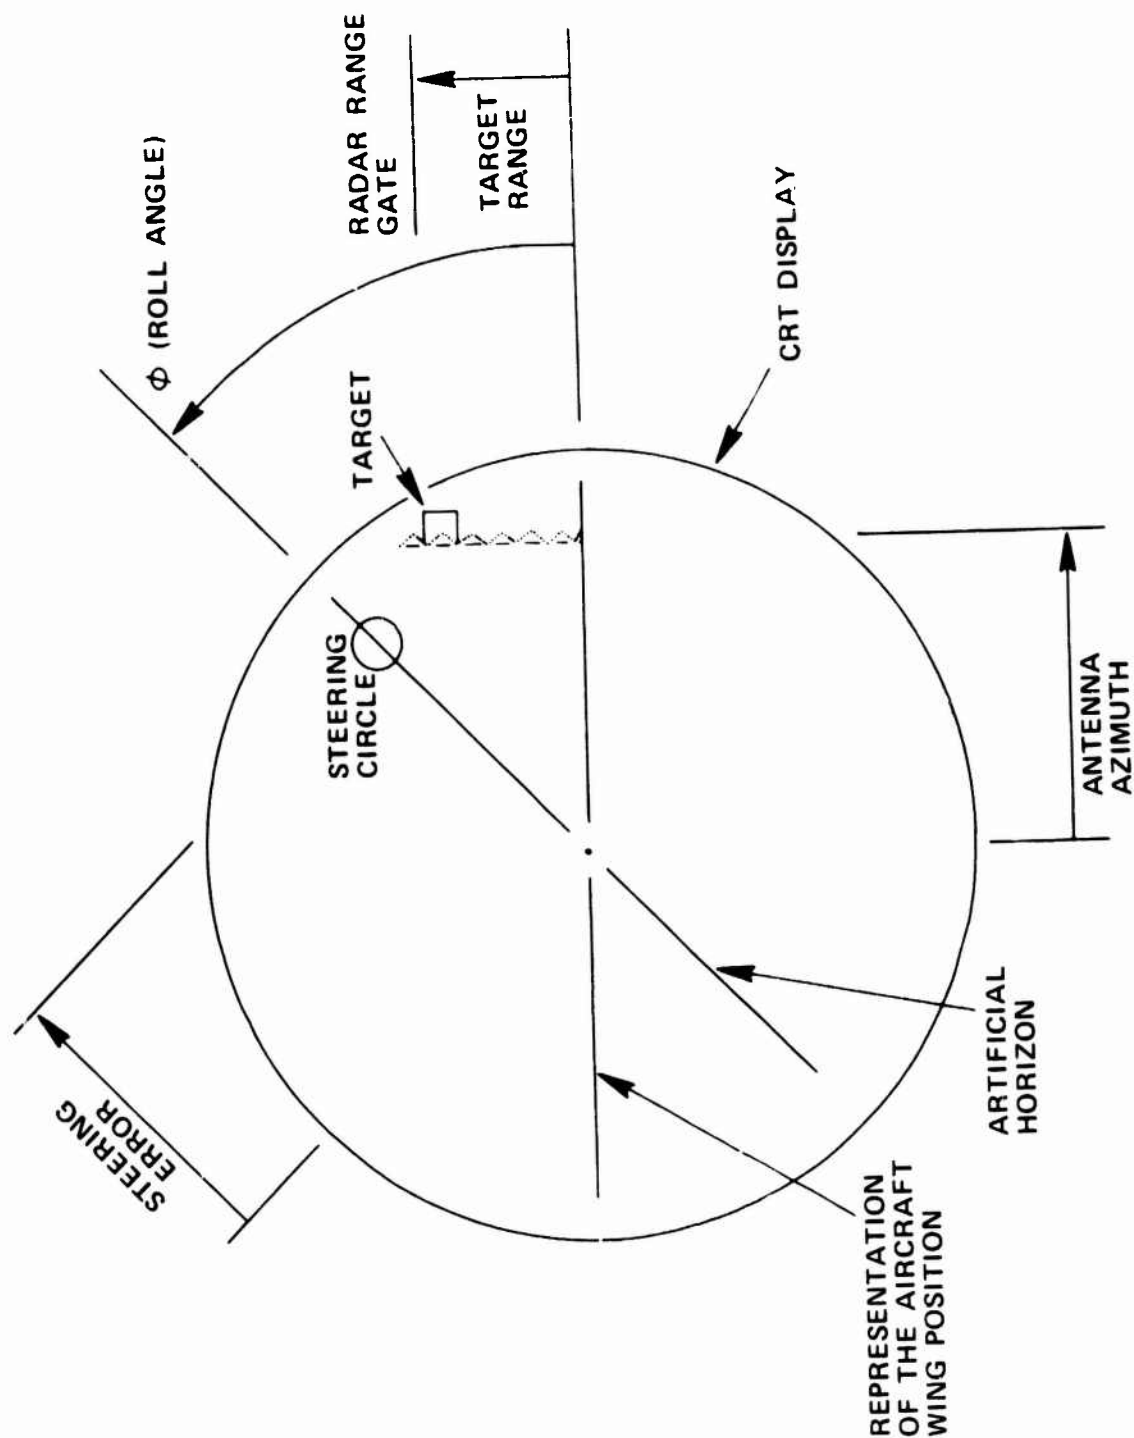 Φ (ROLL ANGLE)
RADAR RANGE
GATE
TARGET
RANGE
TARGET
STEERING
CIRCLE
STEERING
ERROR
CRT DISPLAY
ANTENNA
AZIMUTH
ARTIFICIAL
HORIZON
REPRESENTATION
OF THE AIRCRAFT
WING POSITION